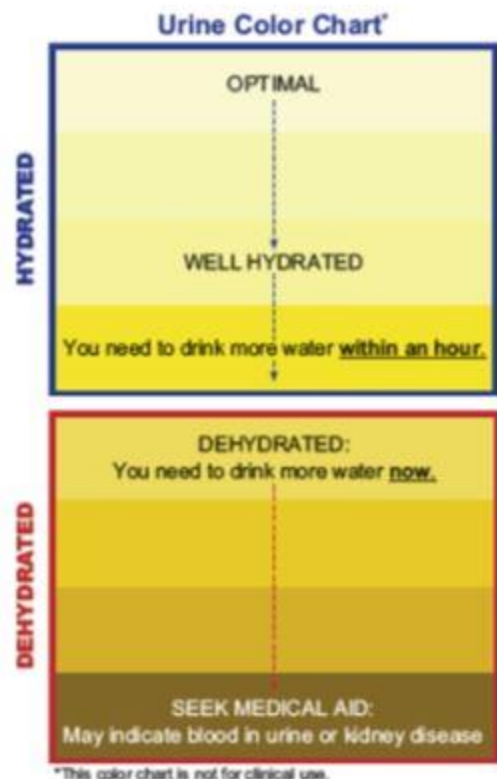 Urine Color Chart*
HYDRATED
OPTIMAL
WELL HYDRATED
You need to drink more water within an hour.
DEHYDRATED
DEHYDRATED:
You need to drink more water now.
SEEK MEDICAL AID:
May indicate blood in urine or kidney disease
*This color chart is not for clinical use.